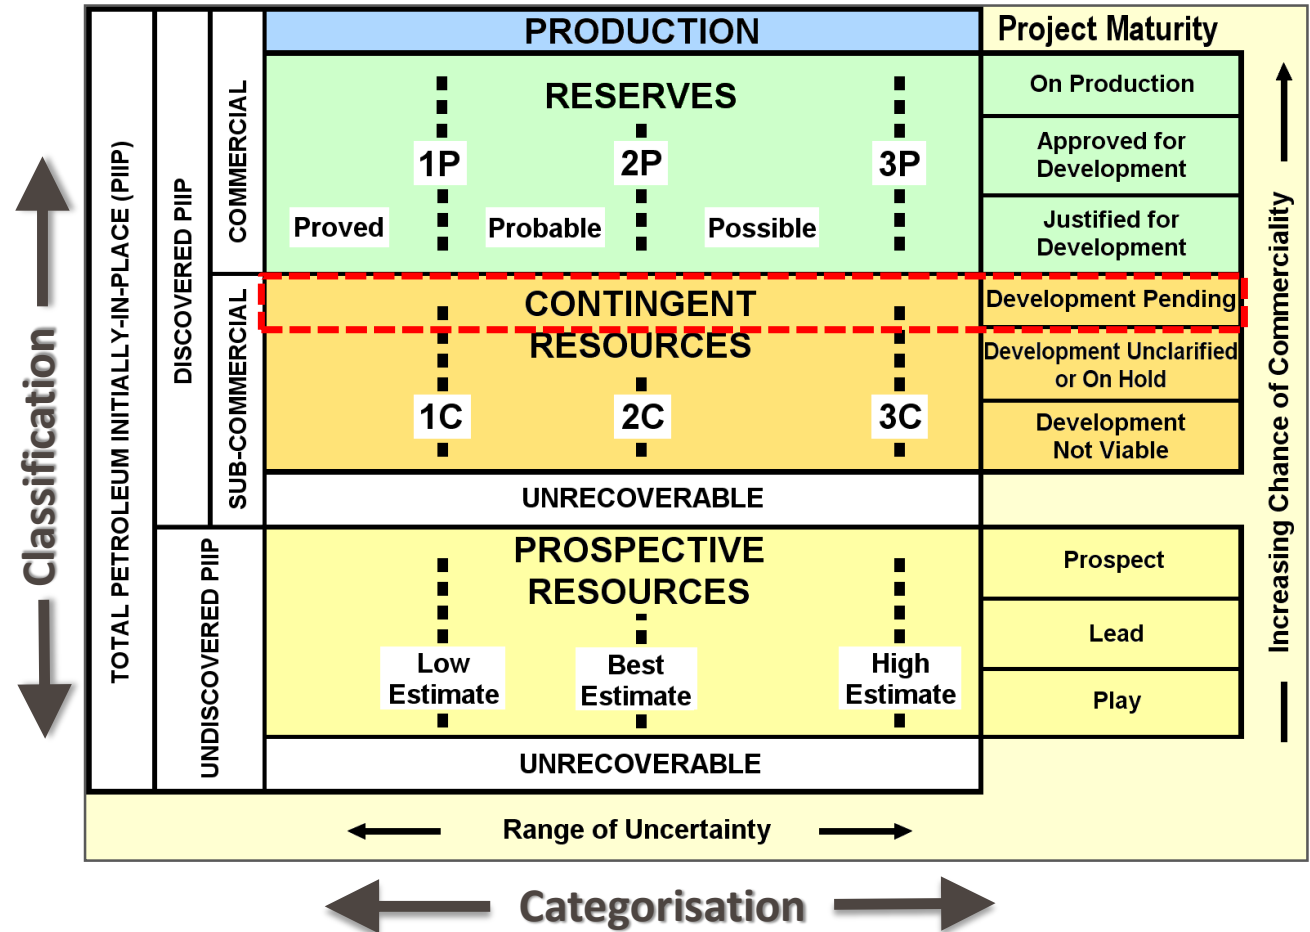 PRODUCTION
Project Maturity
Classification
TOTAL PETROLEUM INITIALLY-IN-PLACE (PIIP)
DISCOVERED PIIP
COMMERCIAL
RESERVES
1P
2P
3P
Proved
Probable
Possible
On Production
Approved for
Development
Justified for
Development
SUB-COMMERCIAL
CONTINGENT
RESOURCES
1C
2C
3C
Development Pending
Development Unclarified
or On Hold
Development
Not Viable
UNRECOVERABLE
UNDISCOVERED PIIP
PROSPECTIVE
RESOURCES
Low
Estimate
Best
Estimate
High
Estimate
Prospect
Lead
Play
UNRECOVERABLE
Increasing Chance of Commerciality
Range of Uncertainty
Categorisation